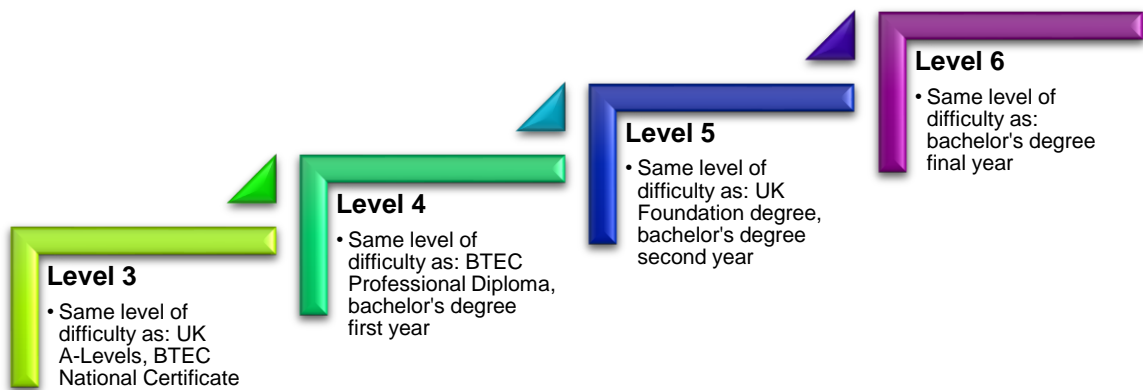 Level 3
• Same level of
difficulty as: UK
A-Levels, BTEC
National Certificate
Level 4
• Same level of
difficulty as: BTEC
Professional Diploma,
bachelor's degree
first year
Level 5
• Same level of
difficulty as: UK
Foundation degree,
bachelor's degree
second year
Level 6
• Same level of
difficulty as:
bachelor's degree
final year